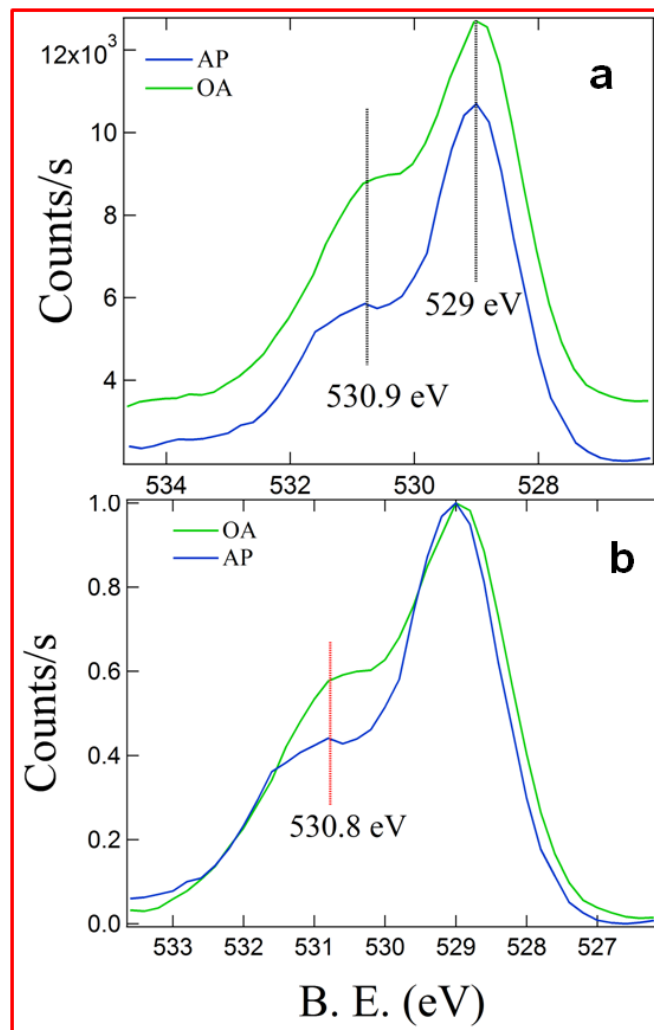 12x10³
AP
OA
a
10
8
6
4
Counts/s
529 eV
530.9 eV
534
532
530
528
1.0
OA
AP
b
0.8
0.6
0.4
0.2
0.0
Counts/s
530.8 eV
533
532
531
530
529
528
527
B. E. (eV)